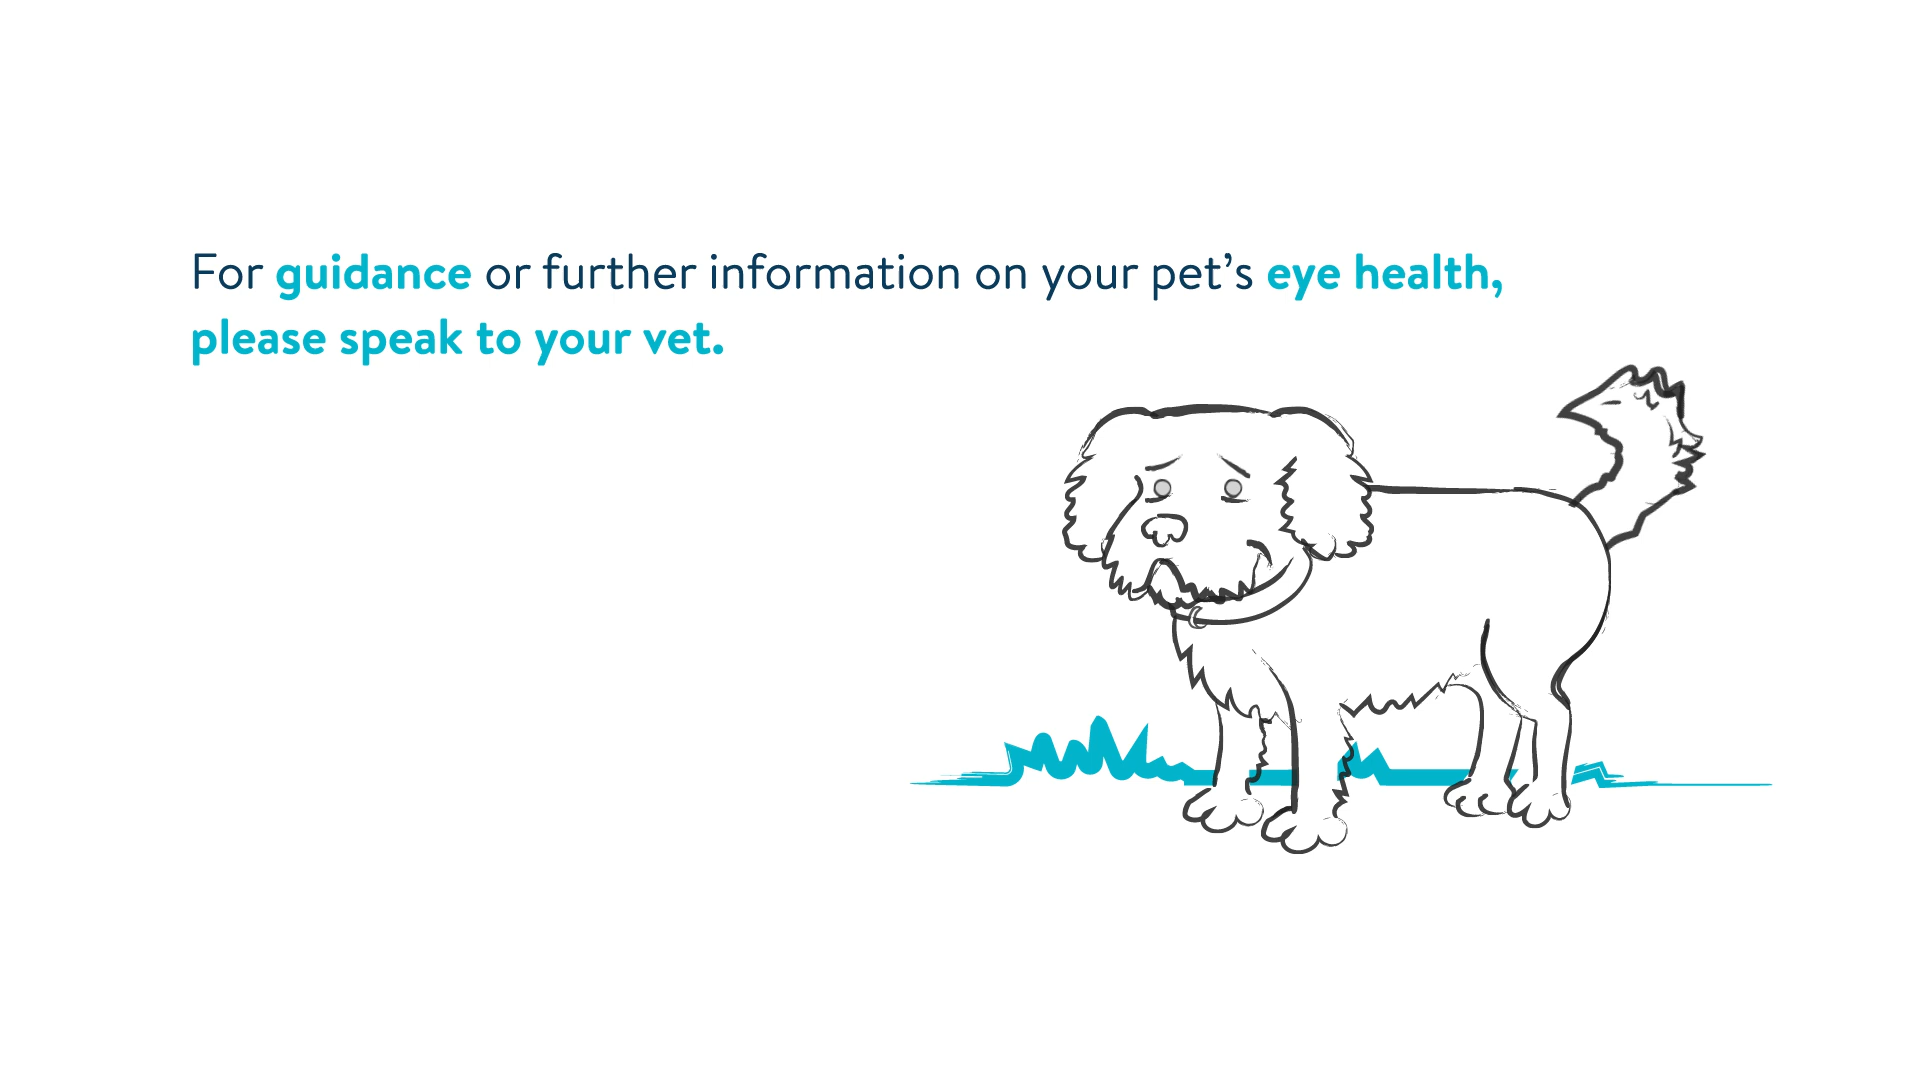 For guidance or further information on your pet’s eye health,
please speak to your vet.